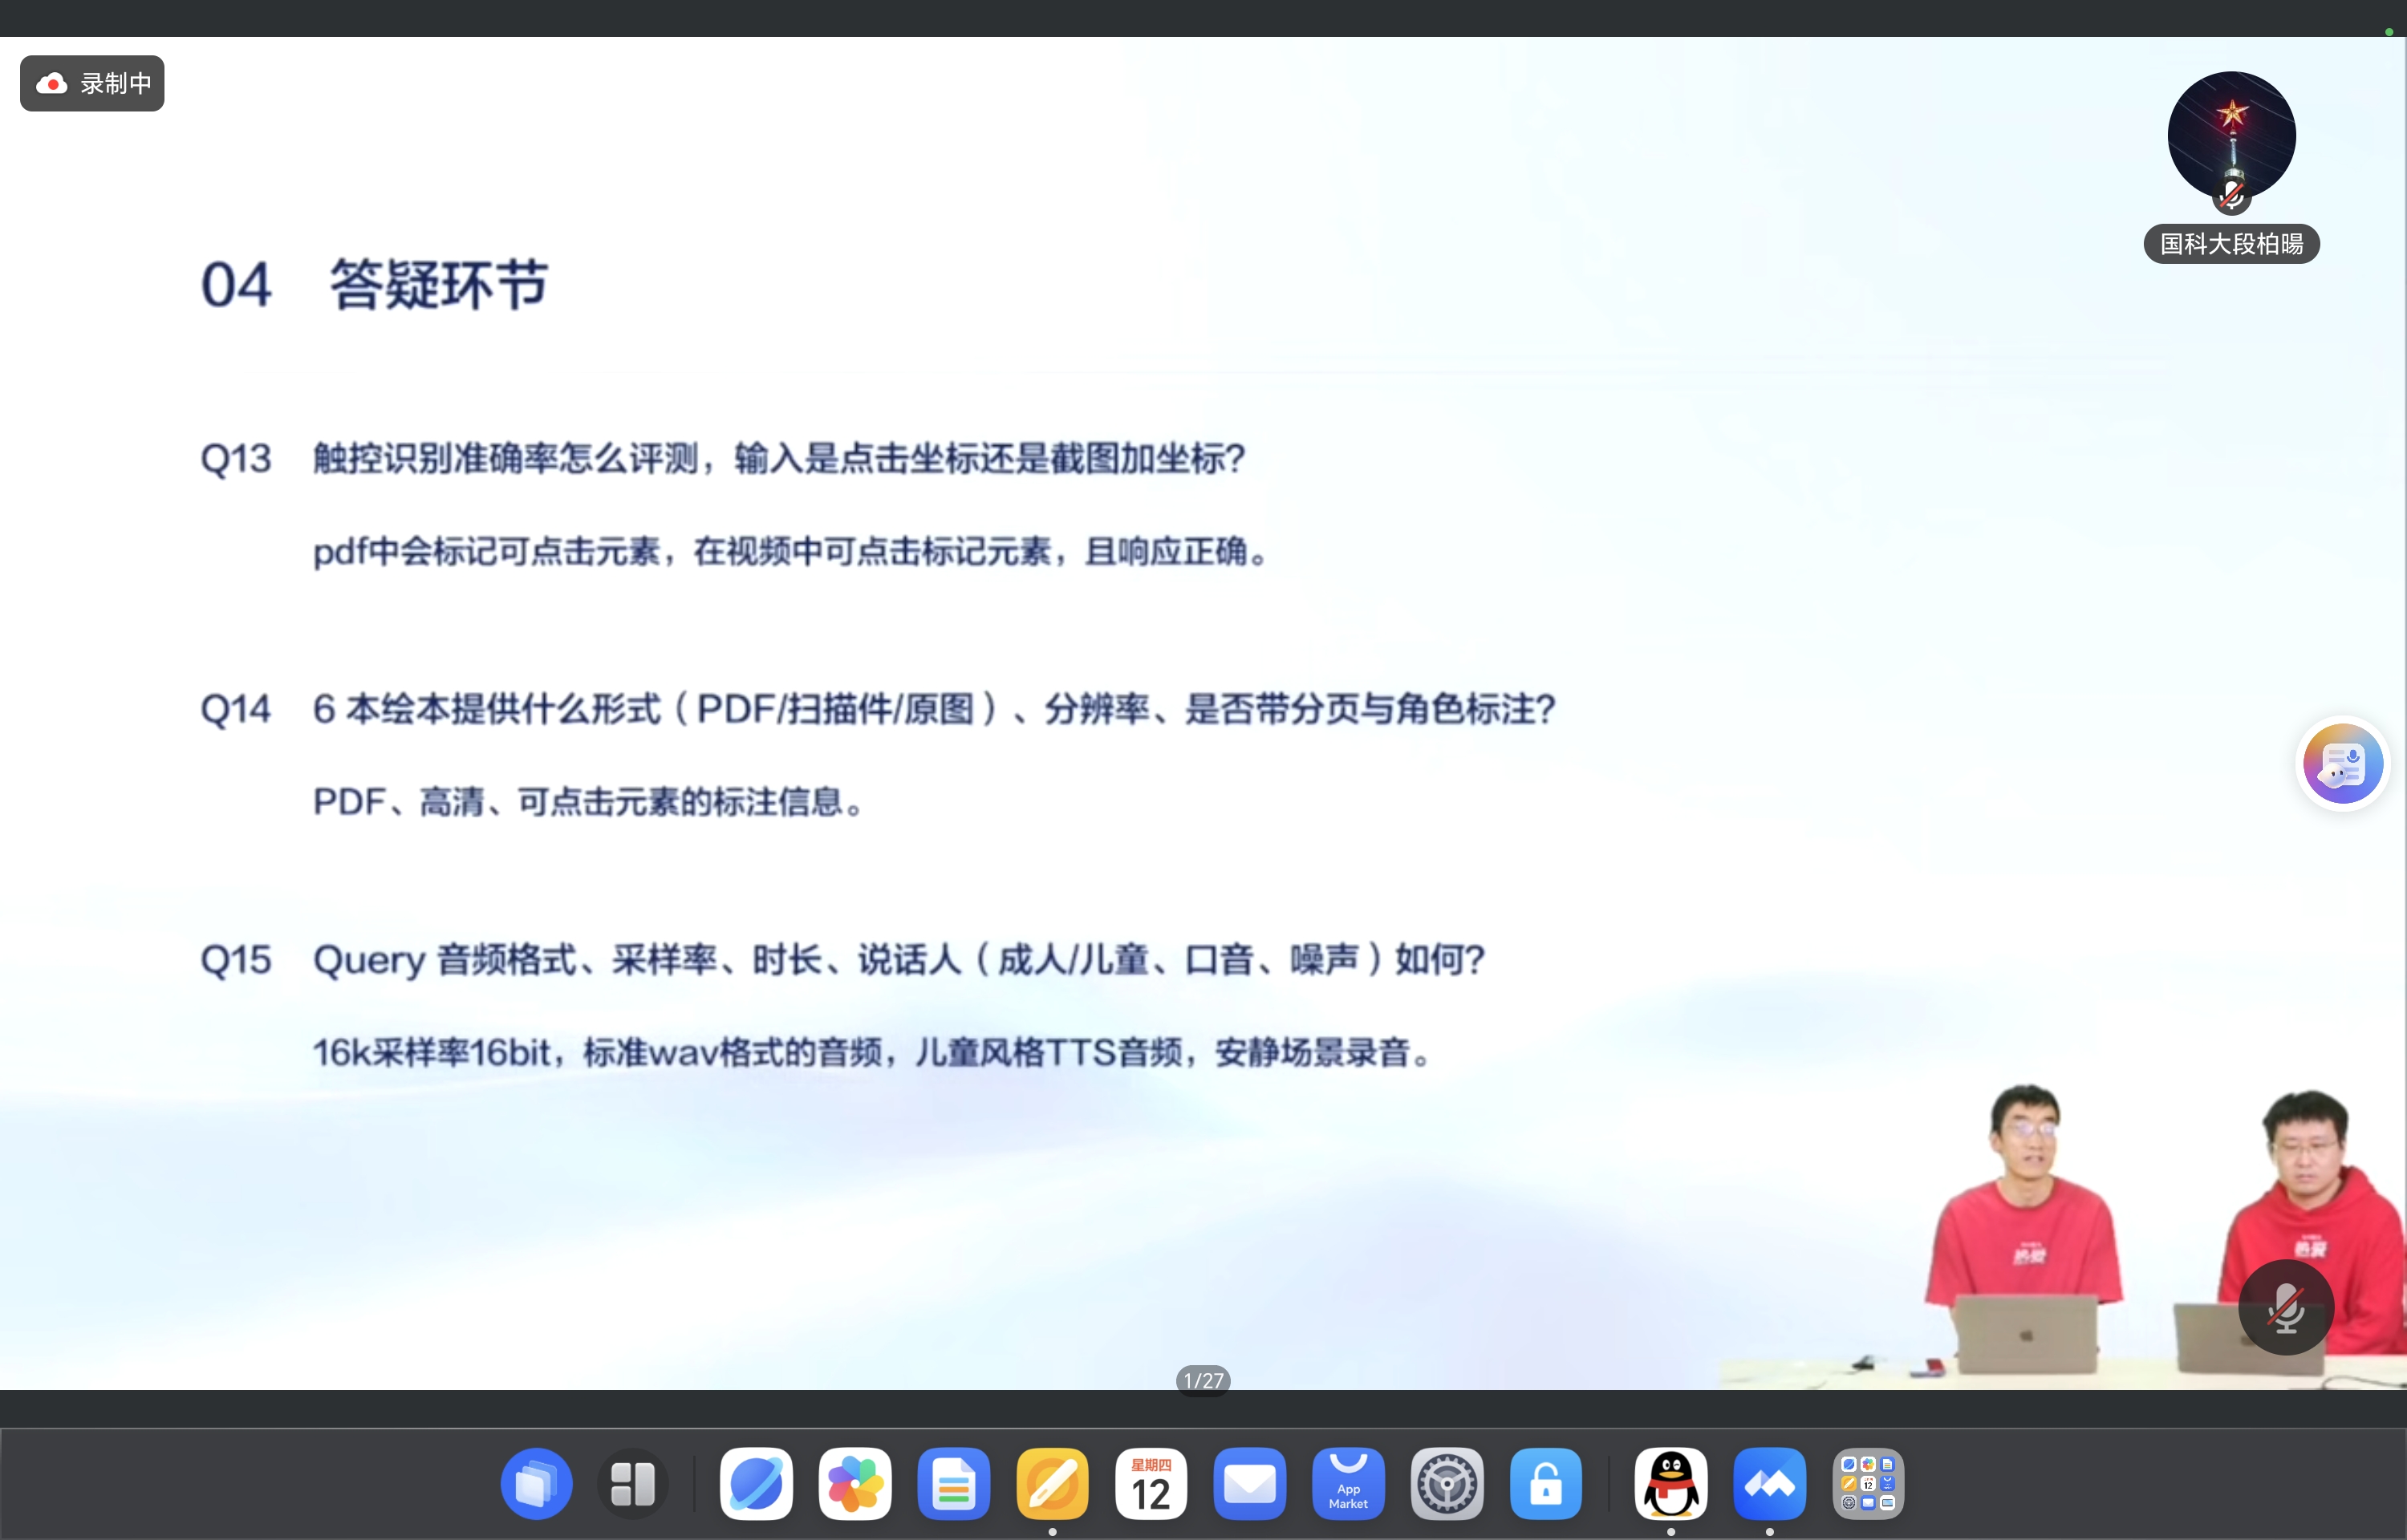 录制中
国科大段柏暘
04 答疑环节
Q13 触控识别准确率怎么评测，输入是点击坐标还是截图加坐标？
pdf中会标记可点击元素，在视频中可点击标记元素，且响应正确。
Q14 6 本绘本提供什么形式（PDF/扫描件/原图）、分辨率、是否带分页与角色标注？
PDF、高清、可点击元素的标注信息。
Q15 Query 音频格式、采样率、时长、说话人（成人/儿童、口音、噪声）如何？
16k采样率16bit，标准wav格式的音频，儿童风格TTS音频，安静场景录音。
热爱
热爱
1/27
星期四
12
App
Market
12